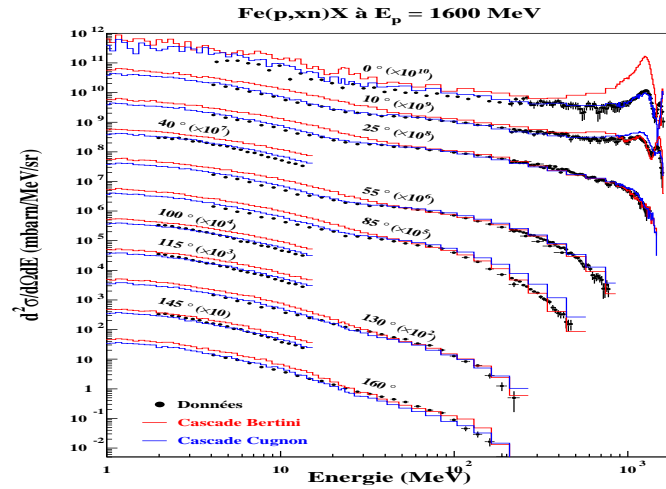 Fe(p,xn)X à E_p = 1600 MeV
d²σ/dΩdE (mbarn/MeV/sr)
10^12
10^11
10^10
10^9
10^8
10^7
10^6
10^5
10^4
10^3
10^2
10
1
10^-1
10^-2
0 ° (×10^10)
10 ° (×10^9)
25 ° (×10^8)
40 ° (×10^7)
55 ° (×10^6)
85 ° (×10^5)
100 ° (×10^4)
115 ° (×10^3)
130 ° (×10^2)
145 ° (×10)
160 °
Données
Cascade Bertini
Cascade Cugnon
1 10 10^2 10^3
Energie (MeV)